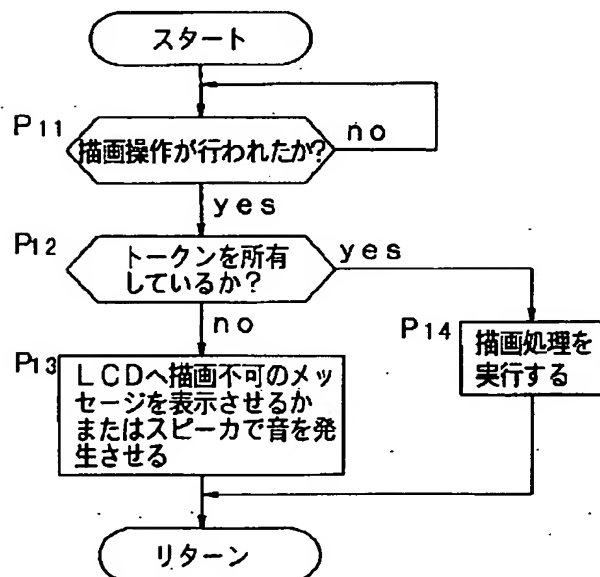 スタート
P11
描画操作が行われたか?
no
yes
P12
トークンを所有
しているか?
yes
no
P13
LCDへ描画不可のメッ
セージを表示させるか
またはスピーカで音を発
生させる
P14
描画処理を
実行する
リターン